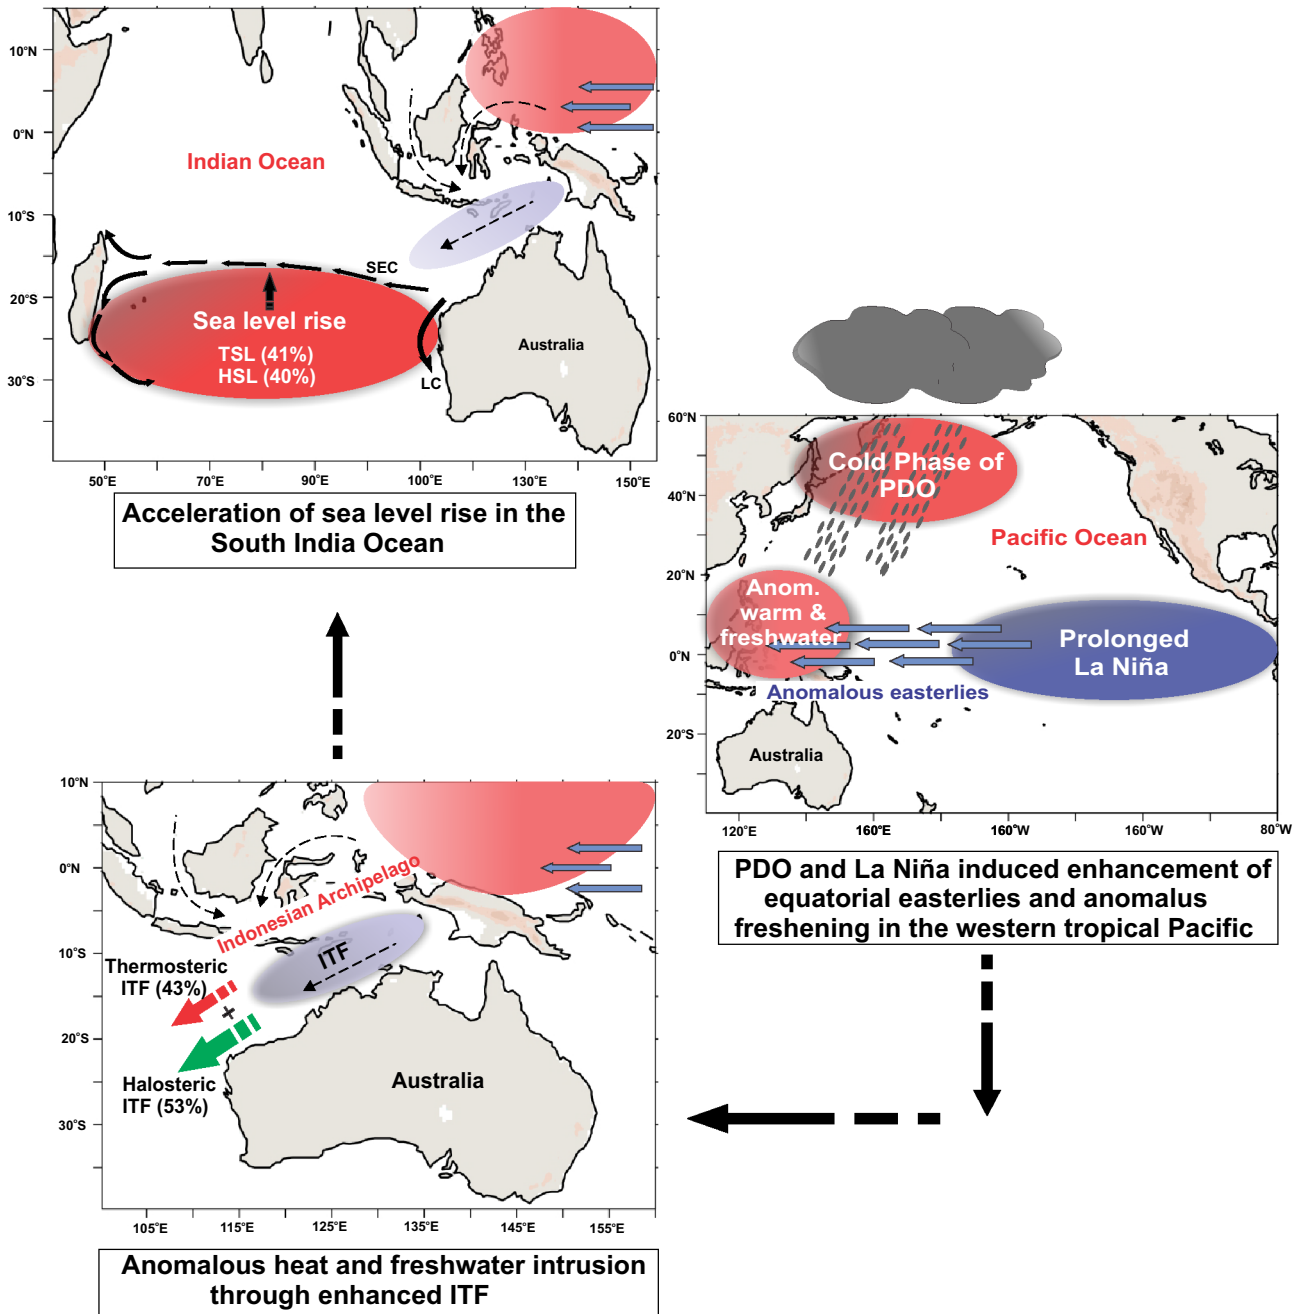 10°N
0°N
10°S
20°S
30°S
Indian Ocean
SEC
Sea level rise
TSL (41%)
HSL (40%)
LC
Australia
50°E
70°E
90°E
110°E
130°E
150°E
Acceleration of sea level rise in the
South India Ocean
60°N
40°N
20°N
0°N
20°S
Cold Phase of
PDO
Pacific Ocean
Anom.
warm &
freshwater
Prolonged
La Niña
Anomalous easterlies
Australia
120°E
160°E
160°W
160°W
80°W
PDO and La Niña induced enhancement of
equatorial easterlies and anomalus
freshening in the western tropical Pacific
10°N
0°N
10°S
20°S
30°S
Indonesian Archipelago
ITF
Thermosteric
ITF (43%)
+
Halosteric
ITF (53%)
Australia
105°E
115°E
125°E
135°E
145°E
155°E
Anomalous heat and freshwater intrusion
through enhanced ITF